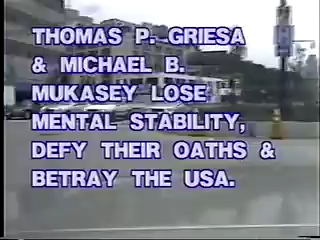 THOMAS P. GRIESA
& MICHAEL B.
MUKASEY LOSE
MENTAL STABILITY,
DEFY THEIR OATHS &
BETRAY THE USA.